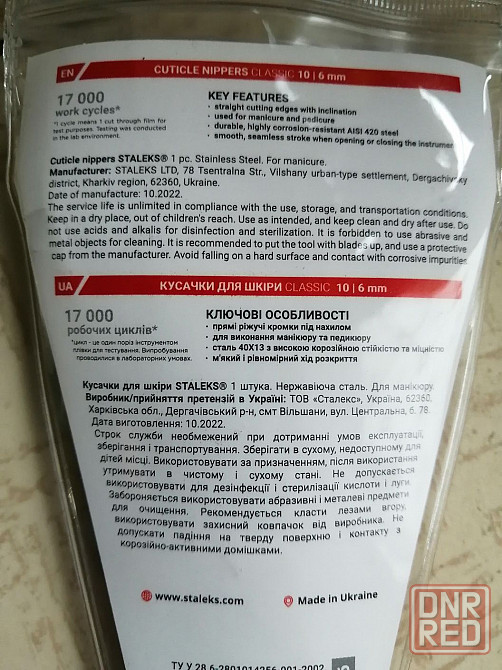 EN CUTICLE NIPPERS CLASSIC 10 | 6 mm
17 000
work cycles*
*1 cycle means 1 cut through film for
test purposes. Testing was conducted
in the lab environment.
KEY FEATURES
• straight cutting edges with inclination
• used for manicure and pedicure
• durable, highly corrosion-resistant AISI 420 steel
• smooth, seamless stroke when opening or closing the instrument
Cuticle nippers STALEKS® 1 pc. Stainless Steel. For manicure.
Manufacturer: STALEKS LTD, 78 Tsentralna Str., Vilshany urban-type settlement, Dergachivsky
district, Kharkiv region, 62360, Ukraine.
Date of manufacture: 10.2022.
The service life is unlimited in compliance with the use, storage, and transportation conditions.
Keep in a dry place, out of children's reach. Use as intended, and keep clean and dry after use. Do
not use acids and alkalis for disinfection and sterilization. It is forbidden to use abrasive and
metal objects for cleaning. It is recommended to put the tool with blades up, and use a protective
cap from the manufacturer. Avoid falling on a hard surface and contact with corrosive impurities
UA КУСАЧКИ ДЛЯ ШКІРИ CLASSIC 10 | 6 mm
17 000
робочих циклів*
*цикл - це один поріз інструментом
плівки для тестування. Випробування
проводилися в лабораторних умовах.
КЛЮЧОВІ ОСОБЛИВОСТІ
• прямі ріжучі кромки під нахилом
• для виконання манікюру та педикюру
• сталь 40Х13 з високою корозійною стійкістю та міцністю
• м'який і рівномірний хід розкриття
Кусачки для шкіри STALEKS® 1 штука. Нержавіюча сталь. Для манікюру.
Виробник/прийняття претензій в Україні: ТОВ «Сталекс», Україна, 62360,
Харківська обл., Дергачівський р-н, смт Вільшани, вул. Центральна, б. 78.
Дата виготовлення: 10.2022.
Строк служби необмежений при дотриманні умов експлуатації,
зберігання і транспортування. Зберігати в сухому, недоступному для
дітей місці. Використовувати за призначенням, після використання
утримувати в чистому і сухому стані. Не допускається
використовувати для дезінфекції і стерилізації кислоти і луги.
Забороняється використовувати абразивні і металеві предмети
для очищення. Рекомендується класти лезами вгору,
використовувати захисний ковпачок від виробника. Не
допускати падіння на тверду поверхню і контакту з
корозійно-активними домішками.
www.staleks.com Made in Ukraine
ТУ У 28.6-2801014256-001:2002
DNR
RED